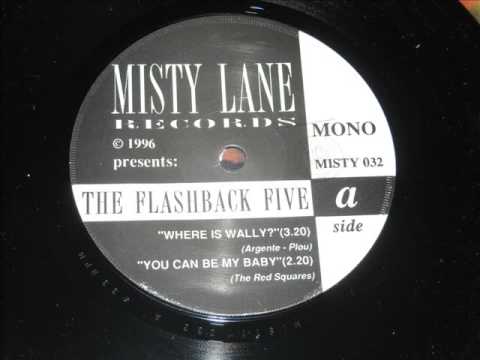 MISTY LANE
RECORDS
© 1996
presents:
MONO
MISTY 032
THE FLASHBACK FIVE
a
side
"WHERE IS WALLY?"(3.20)
(Argente - Plou)
"YOU CAN BE MY BABY"(2.20)
(The Red Squares)